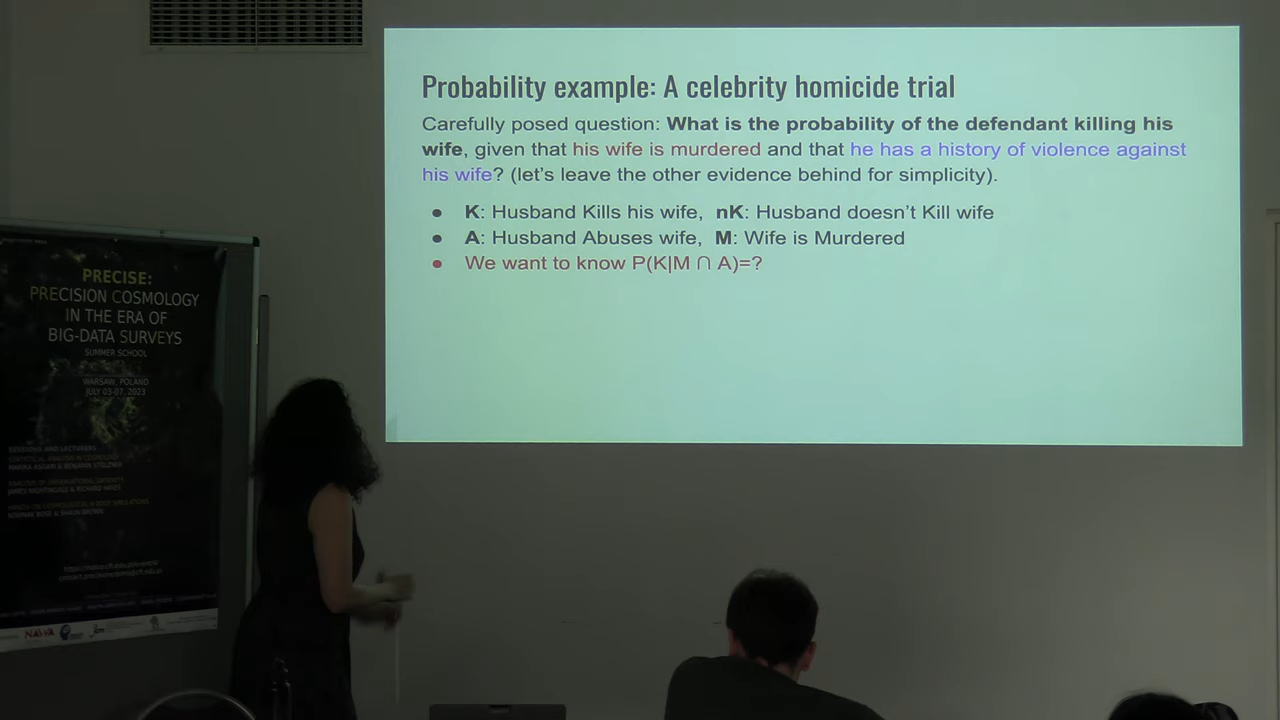 Probability example: A celebrity homicide trial
Carefully posed question: What is the probability of the defendant killing his
wife, given that his wife is murdered and that he has a history of violence against
his wife? (let's leave the other evidence behind for simplicity).
● K: Husband Kills his wife, nK: Husband doesn't Kill wife
● A: Husband Abuses wife, M: Wife is Murdered
● We want to know P(K|M ∩ A)=?
PRECISE:
PRECISION COSMOLOGY
IN THE ERA OF
BIG-DATA SURVEYS
SUMMER SCHOOL
WARSAW, POLAND
JULY 03-07, 2023
SESSIONS AND LECTURERS
NAWA